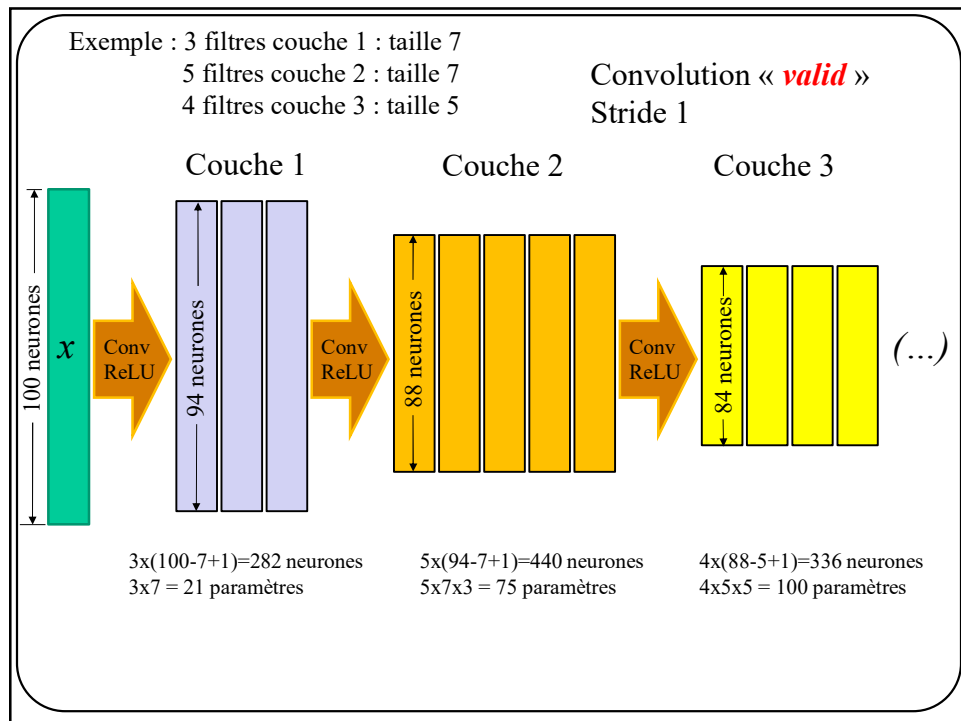 Exemple : 3 filtres couche 1 : taille 7
5 filtres couche 2 : taille 7
4 filtres couche 3 : taille 5
Convolution « valid »
Stride 1
Couche 1
Couche 2
Couche 3
100 neurones
x
Conv
ReLU
94 neurones
Conv
ReLU
88 neurones
Conv
ReLU
84 neurones
(…)
3x(100-7+1)=282 neurones
3x7 = 21 paramètres
5x(94-7+1)=440 neurones
5x7x3 = 75 paramètres
4x(88-5+1)=336 neurones
4x5x5 = 100 paramètres